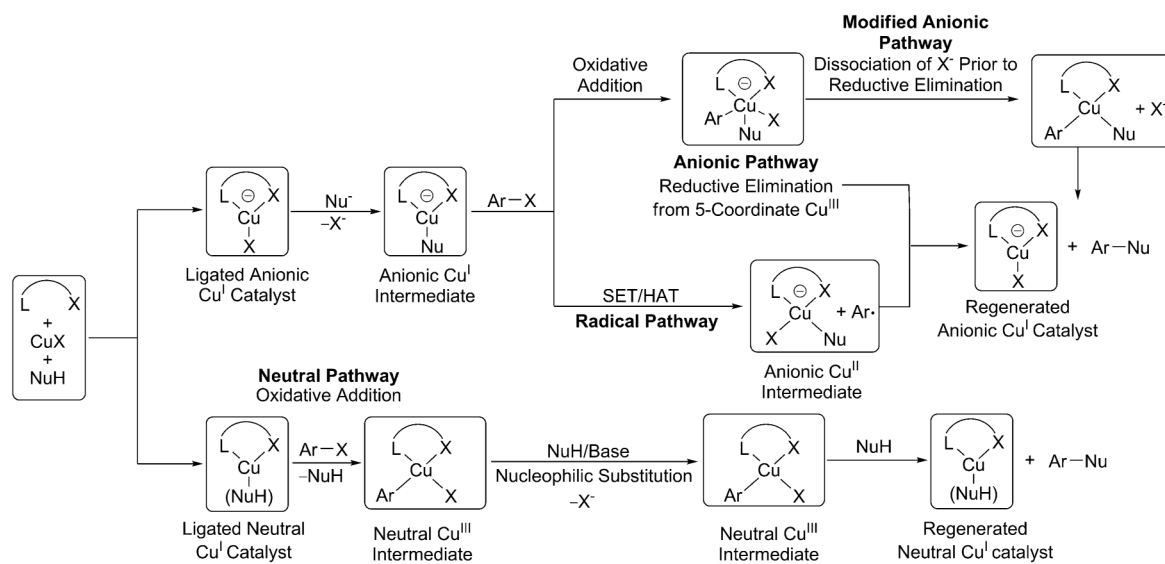 Modified Anionic
Pathway
Dissociation of X⁻ Prior to
Reductive Elimination
Oxidative
Addition
L ⊖ X
Cu
Ar X
Nu
L X
Cu
Ar Nu
+ X⁻
Anionic Pathway
Reductive Elimination
from 5-Coordinate Cuᴵᴵᴵ
L ⊖ X
Cu
X
Ligated Anionic
Cuᴵ Catalyst
Nu⁻
–X⁻
L ⊖ X
Cu
Nu
Anionic Cuᴵ
Intermediate
Ar–X
SET/HAT
Radical Pathway
L ⊖ X
Cu
X Nu
+ Ar·
Anionic Cuᴵᴵ
Intermediate
L ⊖ X
Cu
X
+ Ar–Nu
Regenerated
Anionic Cuᴵ Catalyst
L X
+
CuX
+
NuH
Neutral Pathway
Oxidative Addition
L X
Cu
(NuH)
Ligated Neutral
Cuᴵ Catalyst
Ar–X
–NuH
L X
Cu
Ar X
Neutral Cuᴵᴵᴵ
Intermediate
NuH/Base
Nucleophilic Substitution
–X⁻
L X
Cu
Ar X
Neutral Cuᴵᴵᴵ
Intermediate
NuH
L X
Cu
(NuH)
+ Ar–Nu
Regenerated
Neutral Cuᴵ catalyst